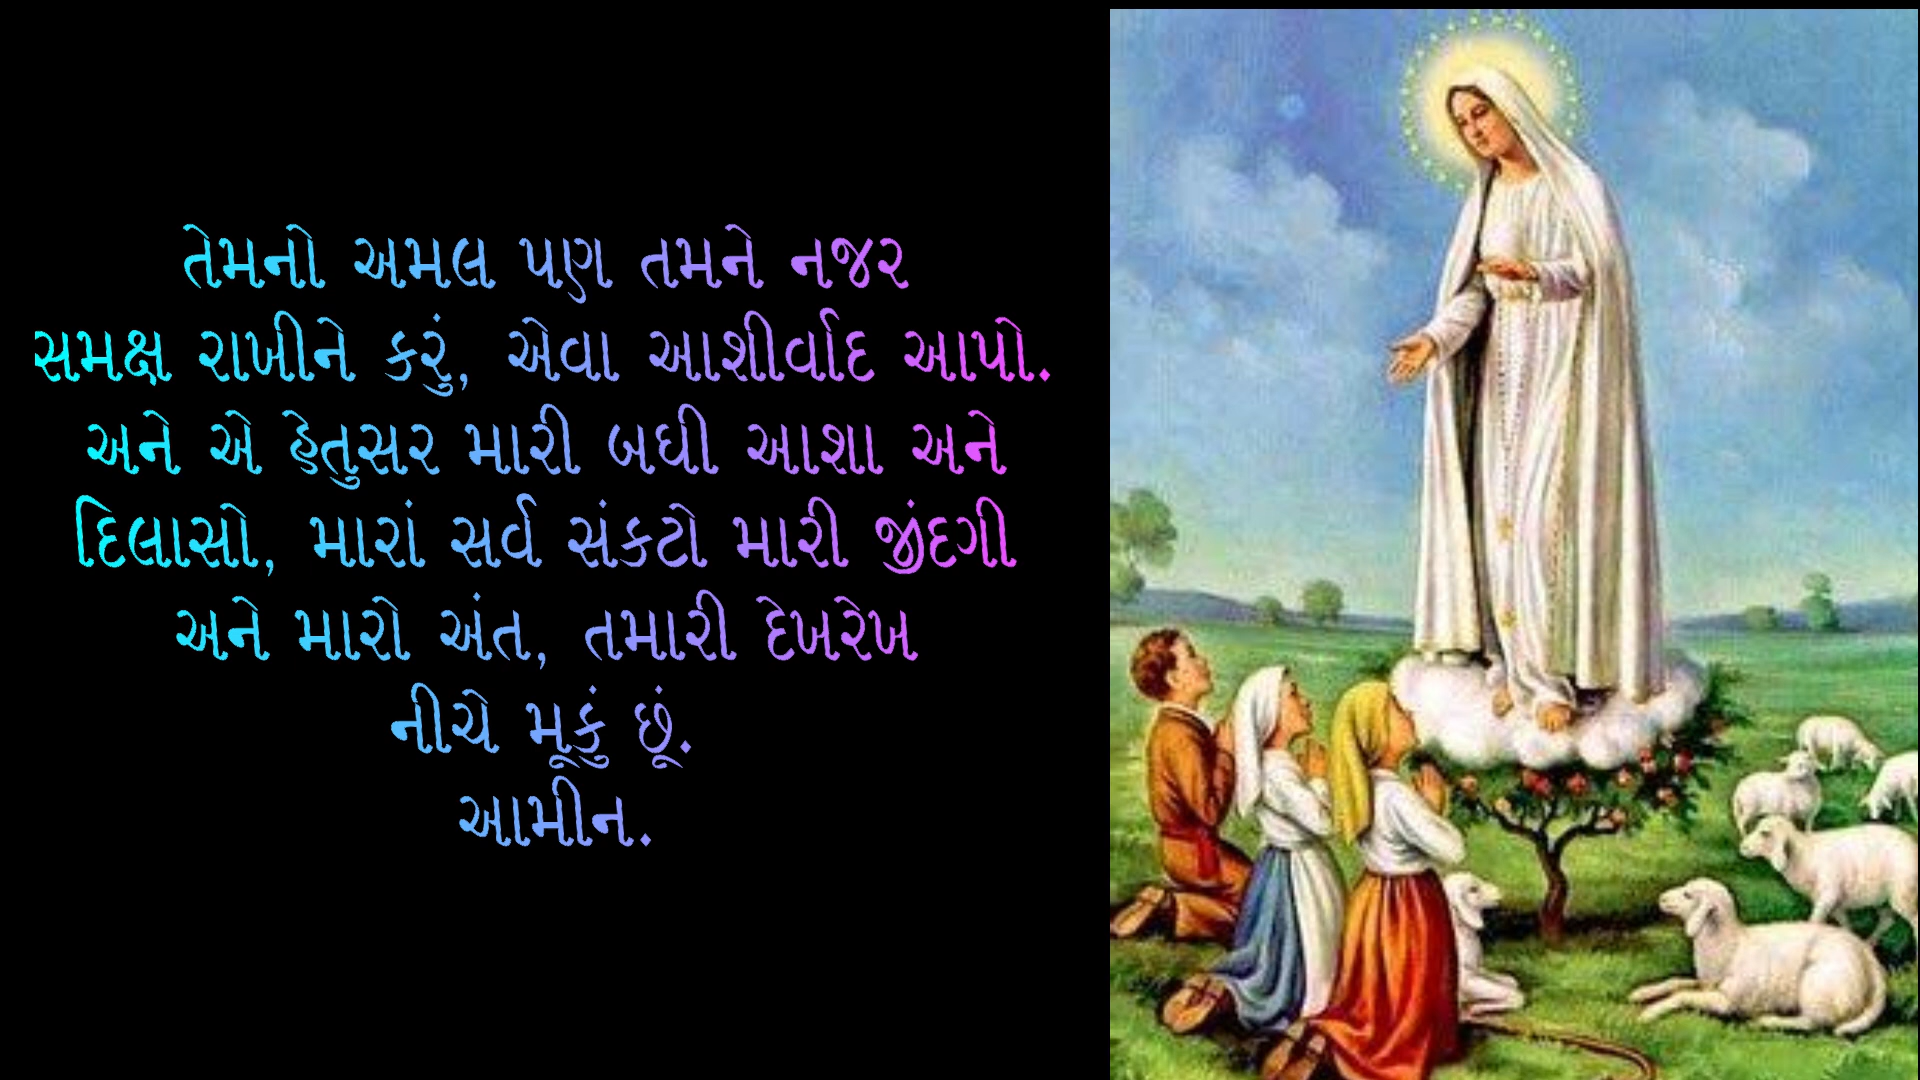 તેમનો અમલ પણ તમને નજર
સમક્ષ રાખીને કરું, એવા આશીર્વાદ આપો.
અને એ હેતુસર મારી બધી આશા અને
દિલાસો, મારાં સર્વ સંકટો મારી જીંદગી
અને મારો અંત, તમારી દેખરેખ
નીચે મૂકું છૂં.
આમીન.